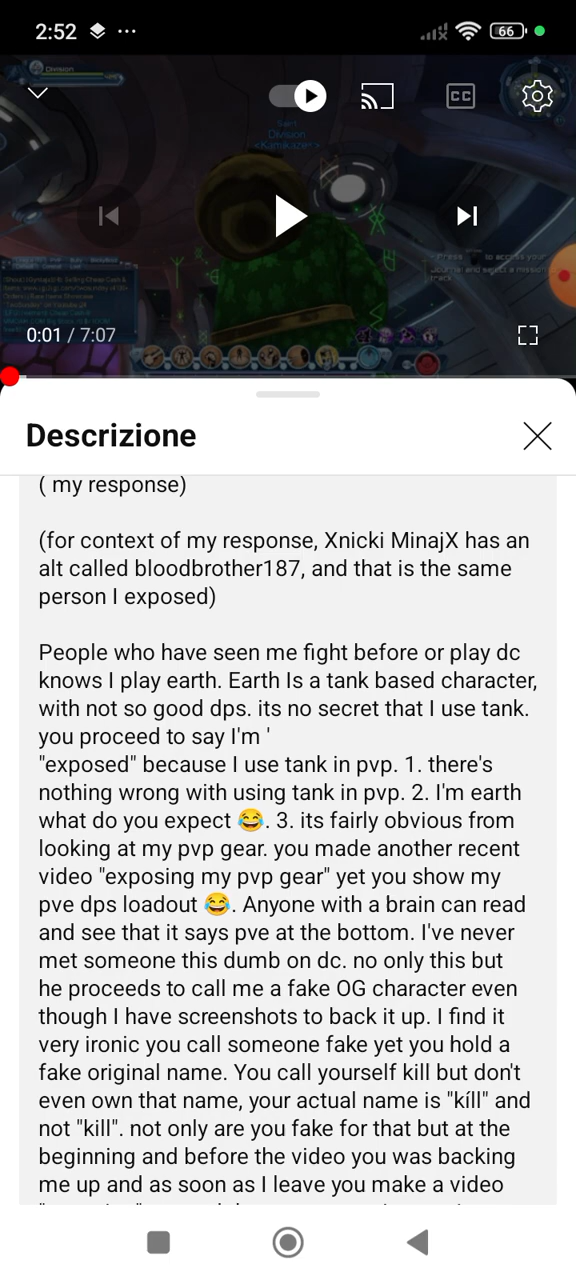 2:52
66
Division
CC
Saint
Division
<Kamikaze>
0:01 / 7:07
Descrizione
( my response)
(for context of my response, Xnicki MinajX has an
alt called bloodbrother187, and that is the same
person I exposed)
People who have seen me fight before or play dc
knows I play earth. Earth Is a tank based character,
with not so good dps. its no secret that I use tank.
you proceed to say I'm '
"exposed" because I use tank in pvp. 1. there's
nothing wrong with using tank in pvp. 2. I'm earth
what do you expect 😂. 3. its fairly obvious from
looking at my pvp gear. you made another recent
video "exposing my pvp gear" yet you show my
pve dps loadout 😂. Anyone with a brain can read
and see that it says pve at the bottom. I've never
met someone this dumb on dc. no only this but
he proceeds to call me a fake OG character even
though I have screenshots to back it up. I find it
very ironic you call someone fake yet you hold a
fake original name. You call yourself kill but don't
even own that name, your actual name is "kíll" and
not "kill". not only are you fake for that but at the
beginning and before the video you was backing
me up and as soon as I leave you make a video